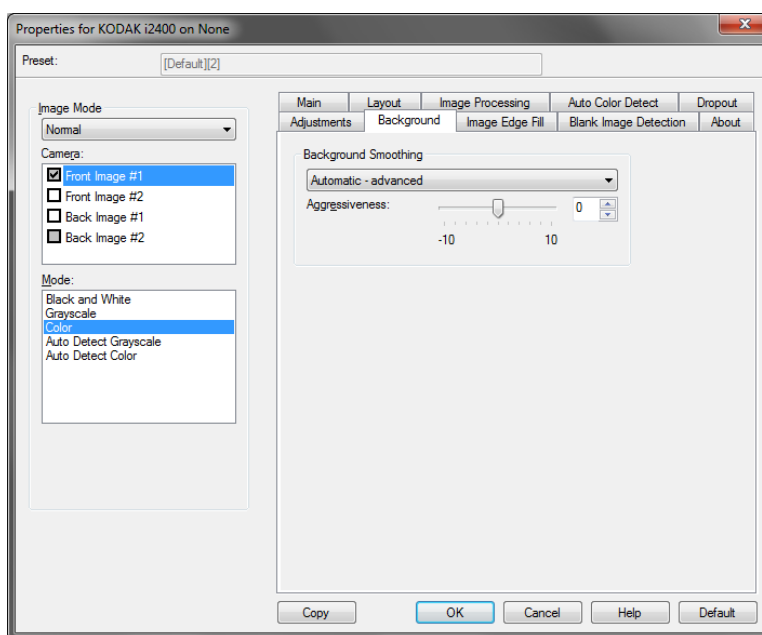 Properties for KODAK i2400 on None
Preset: [Default][2]
Image Mode
Normal
Camera:
Front Image #1
Front Image #2
Back Image #1
Back Image #2
Mode:
Black and White
Grayscale
Color
Auto Detect Grayscale
Auto Detect Color
Main Layout Image Processing Auto Color Detect Dropout
Adjustments Background Image Edge Fill Blank Image Detection About
Background Smoothing
Automatic - advanced
Aggressiveness: 0
-10 10
Copy OK Cancel Help Default